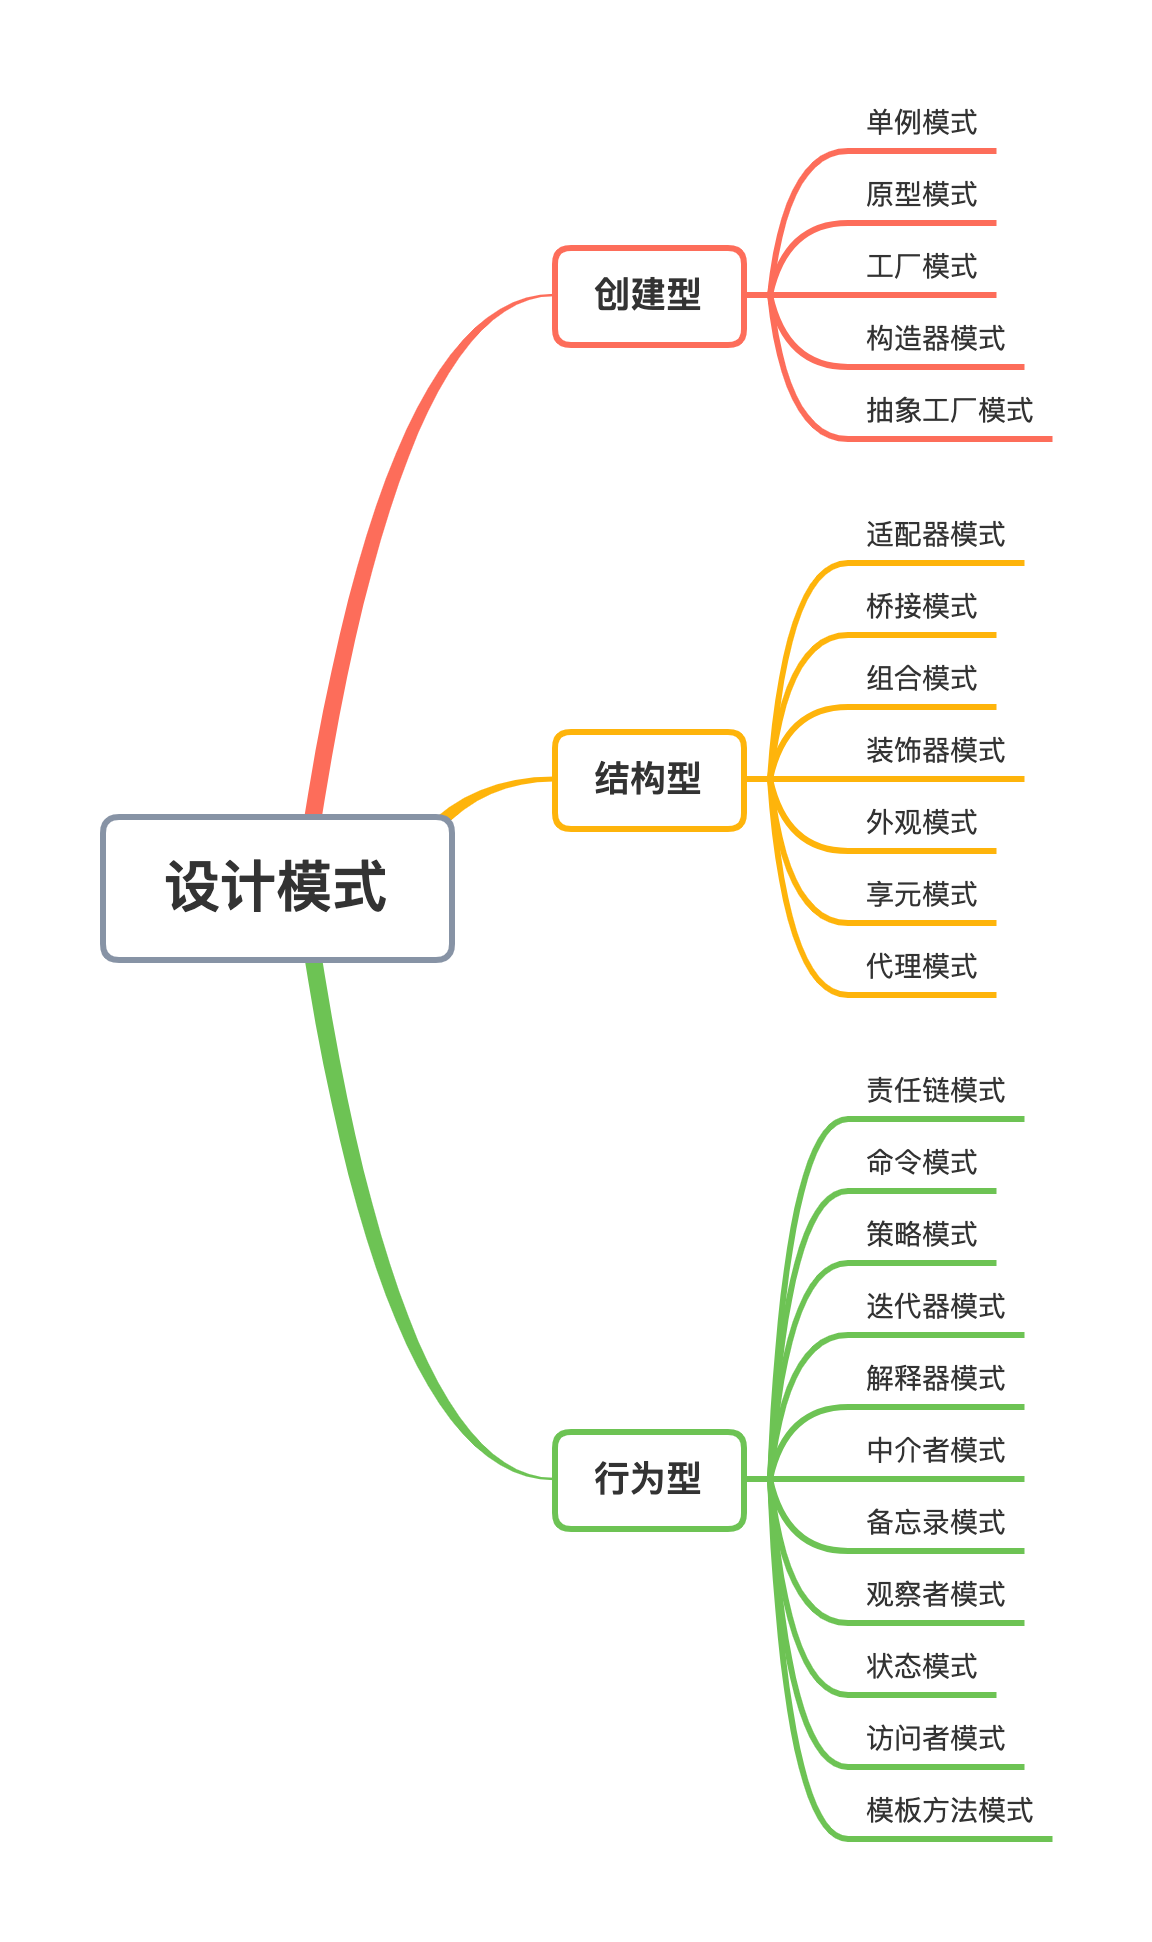 设计模式
创建型
单例模式
原型模式
工厂模式
构造器模式
抽象工厂模式
结构型
适配器模式
桥接模式
组合模式
装饰器模式
外观模式
享元模式
代理模式
行为型
责任链模式
命令模式
策略模式
迭代器模式
解释器模式
中介者模式
备忘录模式
观察者模式
状态模式
访问者模式
模板方法模式